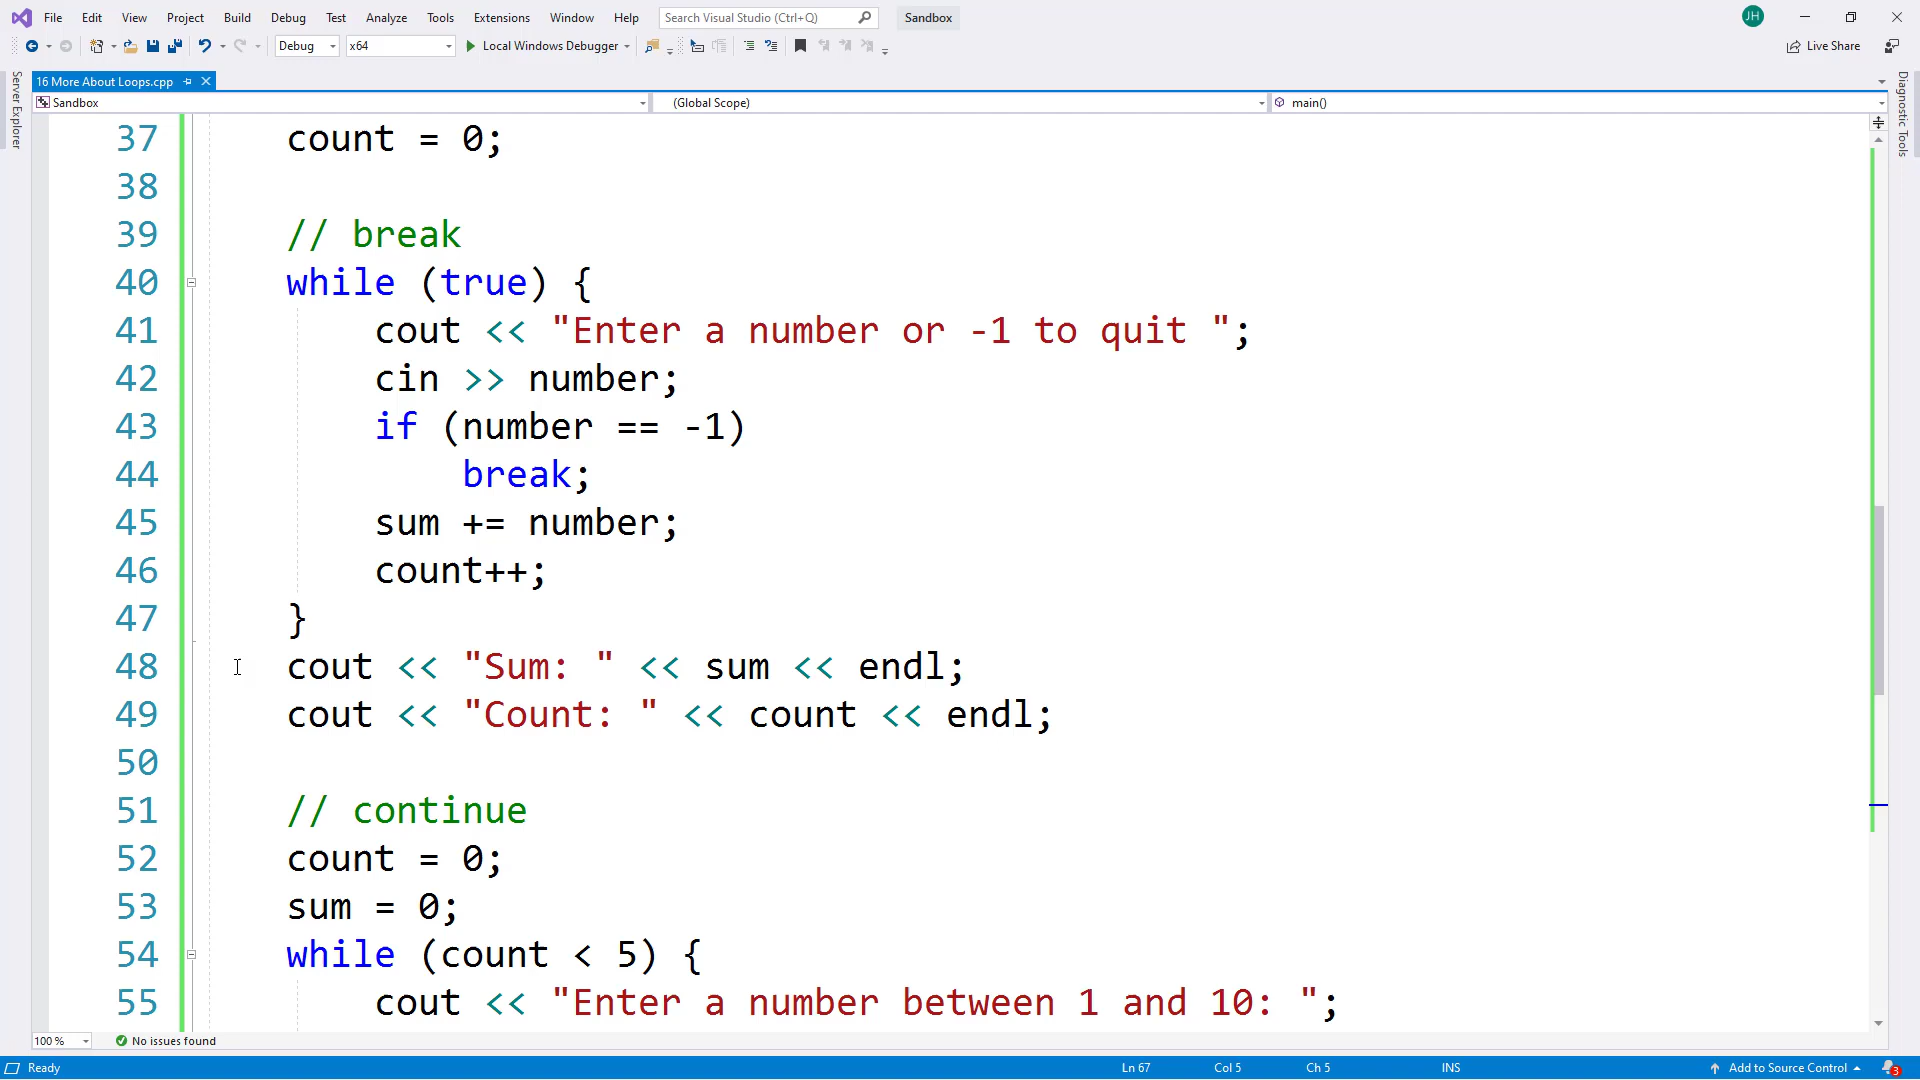 File Edit View Project Build Debug Test Analyze Tools Extensions Window Help Search Visual Studio (Ctrl+Q) Sandbox JH
Debug x64 Local Windows Debugger Live Share
Server Explorer
16 More About Loops.cpp
Diagnostic Tools
Sandbox (Global Scope) main()
37 count = 0;
38
39 // break
40 while (true) {
41 cout << "Enter a number or -1 to quit ";
42 cin >> number;
43 if (number == -1)
44 break;
45 sum += number;
46 count++;
47 }
48 cout << "Sum: " << sum << endl;
49 cout << "Count: " << count << endl;
50
51 // continue
52 count = 0;
53 sum = 0;
54 while (count < 5) {
55 cout << "Enter a number between 1 and 10: ";
100 % No issues found
Ready Ln 67 Col 5 Ch 5 INS Add to Source Control 3